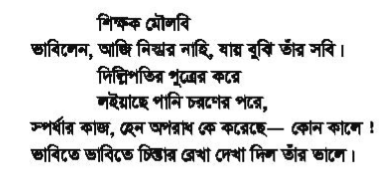 শিক্ষক মৌলবি
ভাবিলেন, আজি নিস্তার নাহি, যায় বুঝি তাঁর সবি।
দিল্লিপতির পুত্রের করে
লইয়াছে পানি চরণের পরে,
স্পর্ধার কাজ, হেন অপরাধ কে করেছে— কোন কালে !
ভাবিতে ভাবিতে চিন্তার রেখা দেখা দিল তাঁর ভালে।